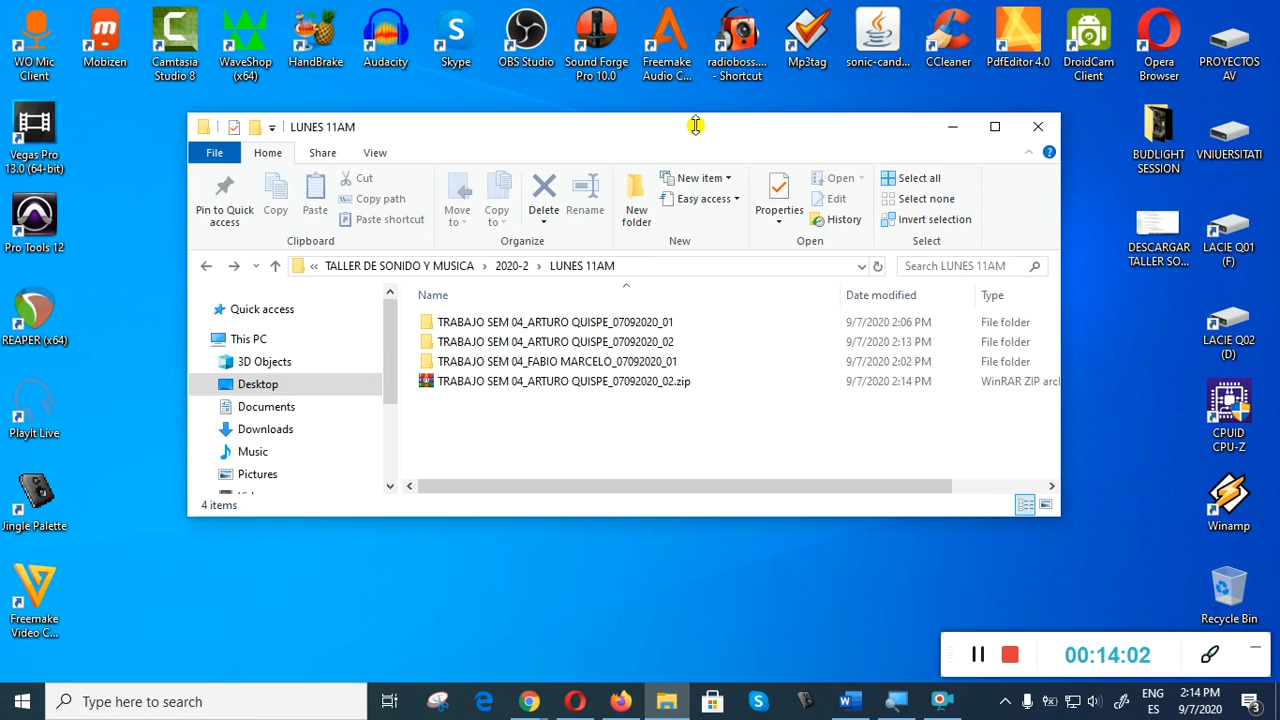 WO Mic Client
Mobizen
Camtasia Studio 8
WaveShop (x64)
HandBrake
Audacity
Skype
OBS Studio
Sound Forge Pro 10.0
Freemake Audio C...
radioboss.... - Shortcut
Mp3tag
sonic-cand...
CCleaner
PdfEditor 4.0
DroidCam Client
Opera Browser
PROYECTOS AV
Vegas Pro 13.0 (64-bit)
BUDLIGHT SESSION
VNIUERSITATI
Pro Tools 12
DESCARGAR TALLER SO...
LACIE Q01 (F)
REAPER (x64)
LACIE Q02 (D)
PlayIt Live
CPUID CPU-Z
Jingle Palette
Winamp
Freemake Video C...
Recycle Bin
LUNES 11AM
File Home Share View
Pin to Quick access
Copy
Paste
Cut
Copy path
Paste shortcut
Clipboard
Move to
Copy to
Delete
Rename
Organize
New folder
New item
Easy access
New
Properties
Open
Edit
History
Open
Select all
Select none
Invert selection
Select
« TALLER DE SONIDO Y MUSICA > 2020-2 > LUNES 11AM
Search LUNES 11AM
Quick access
This PC
3D Objects
Desktop
Documents
Downloads
Music
Pictures
Name Date modified Type
TRABAJO SEM 04_ARTURO QUISPE_07092020_01 9/7/2020 2:06 PM File folder
TRABAJO SEM 04_ARTURO QUISPE_07092020_02 9/7/2020 2:13 PM File folder
TRABAJO SEM 04_FABIO MARCELO_07092020_01 9/7/2020 2:02 PM File folder
TRABAJO SEM 04_ARTURO QUISPE_07092020_02.zip 9/7/2020 2:14 PM WinRAR ZIP arc
4 items
00:14:02
Type here to search
ENG
ES
2:14 PM
9/7/2020
3